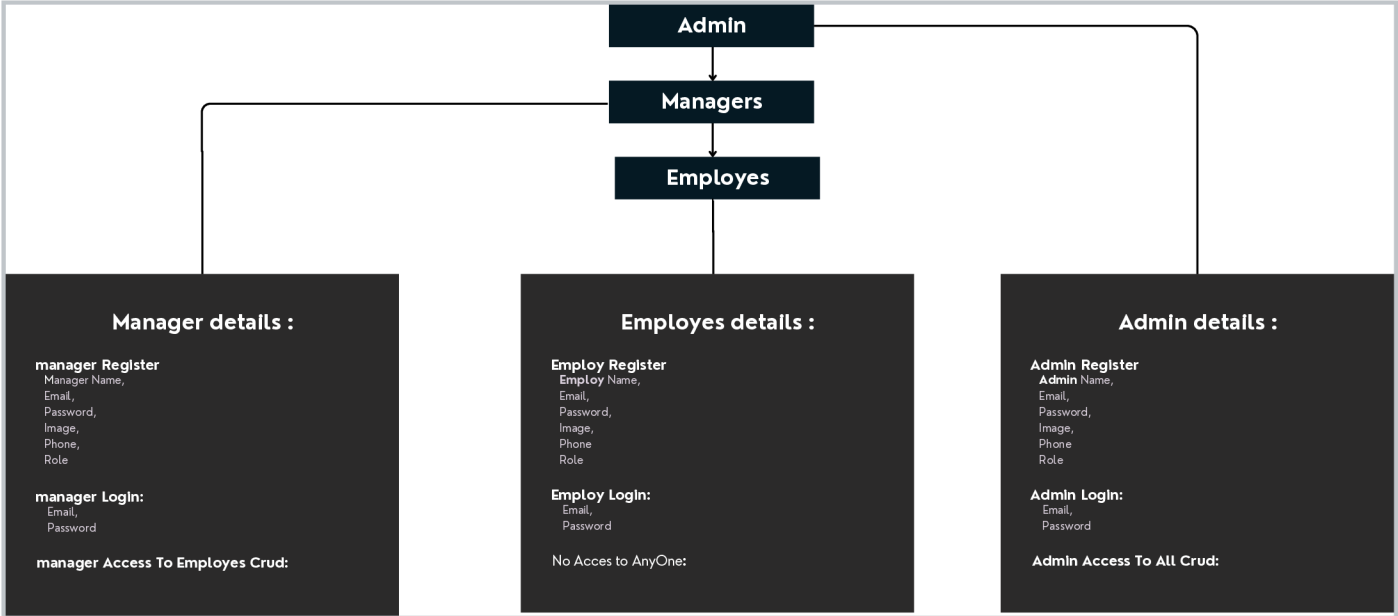 Admin
Managers
Employes
Manager details :
manager Register
Manager Name,
Email,
Password,
Image,
Phone,
Role
manager Login:
Email,
Password
manager Access To Employes Crud:
Employes details :
Employ Register
Employ Name,
Email,
Password,
Image,
Phone
Role
Employ Login:
Email,
Password
No Acces to AnyOne:
Admin details :
Admin Register
Admin Name,
Email,
Password,
Image,
Phone
Role
Admin Login:
Email,
Password
Admin Access To All Crud: